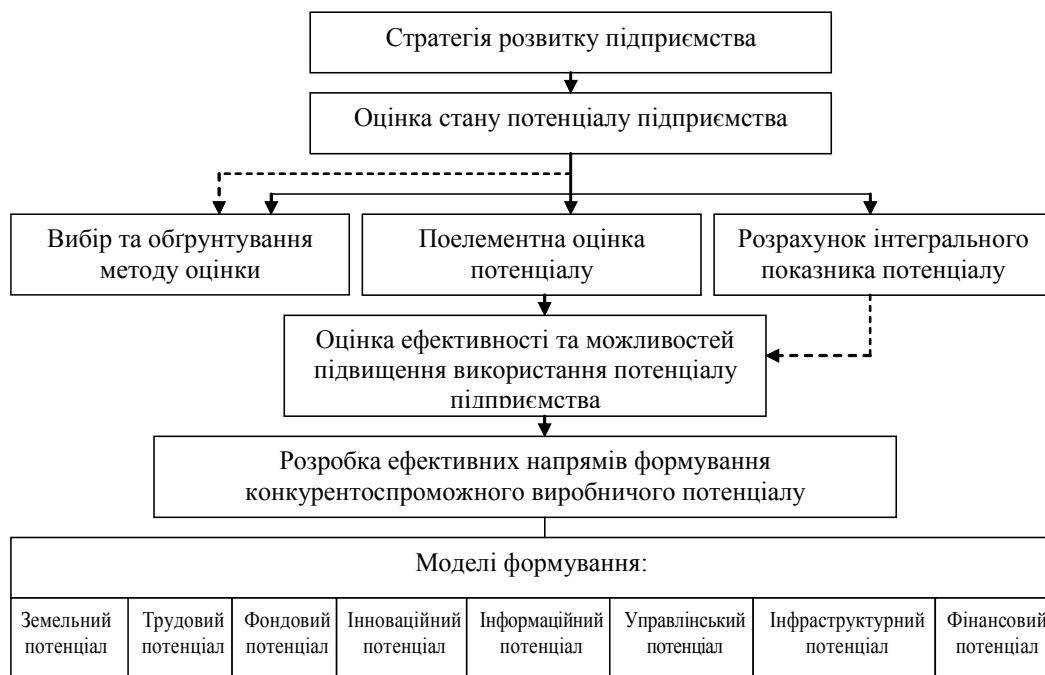 Стратегія розвитку підприємства
Оцінка стану потенціалу підприємства
Вибір та обґрунтування
методу оцінки
Поелементна оцінка
потенціалу
Розрахунок інтегрального
показника потенціалу
Оцінка ефективності та можливостей
підвищення використання потенціалу
підприємства
Розробка ефективних напрямів формування
конкурентоспроможного виробничого потенціалу
Моделі формування:
Земельний
потенціал
Трудовий
потенціал
Фондовий
потенціал
Інноваційний
потенціал
Інформаційний
потенціал
Управлінський
потенціал
Інфраструктурний
потенціал
Фінансовий
потенціал